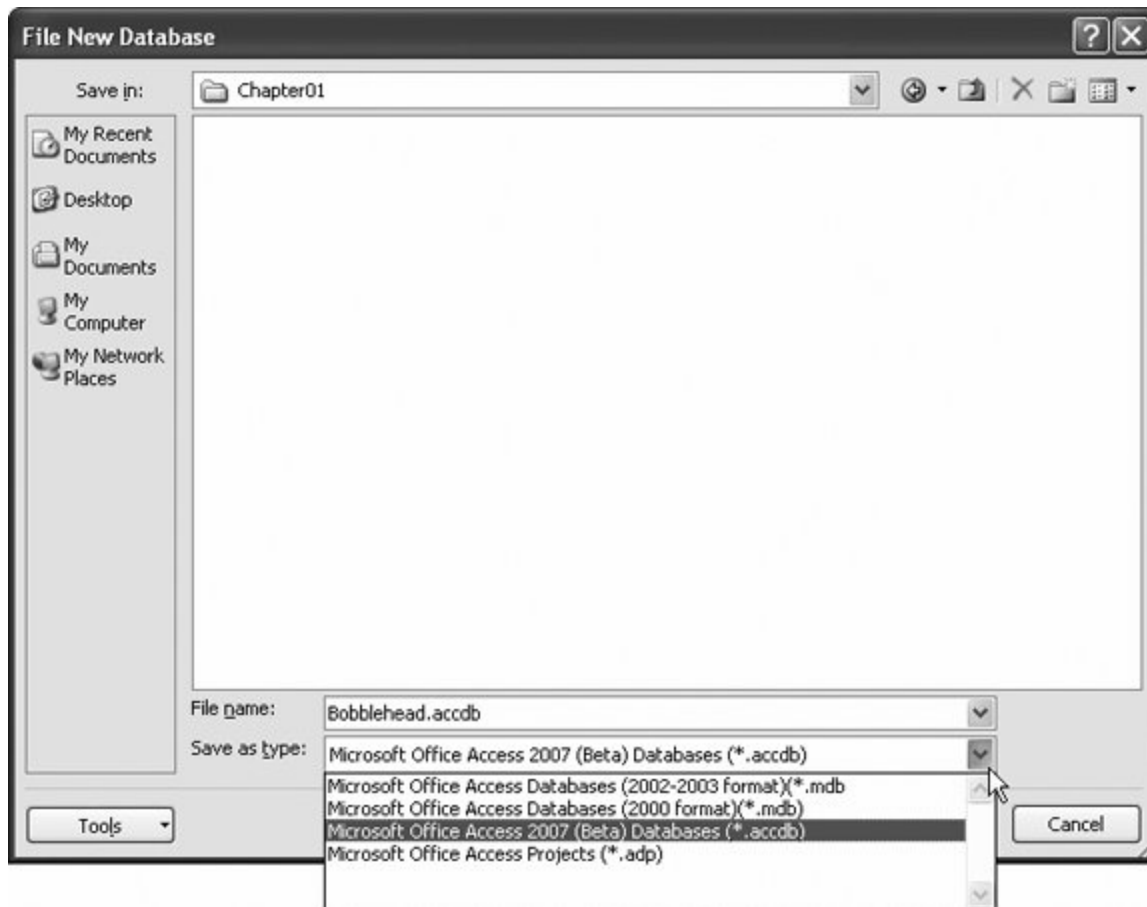 File New Database
Save in:
Chapter01
My Recent
Documents
Desktop
My
Documents
My
Computer
My Network
Places
File name:
Bobblehead.accdb
Save as type:
Microsoft Office Access 2007 (Beta) Databases (*.accdb)
Microsoft Office Access Databases (2002-2003 format)(*.mdb
Microsoft Office Access Databases (2000 format)(*.mdb)
Microsoft Office Access 2007 (Beta) Databases (*.accdb)
Microsoft Office Access Projects (*.adp)
Tools
Cancel